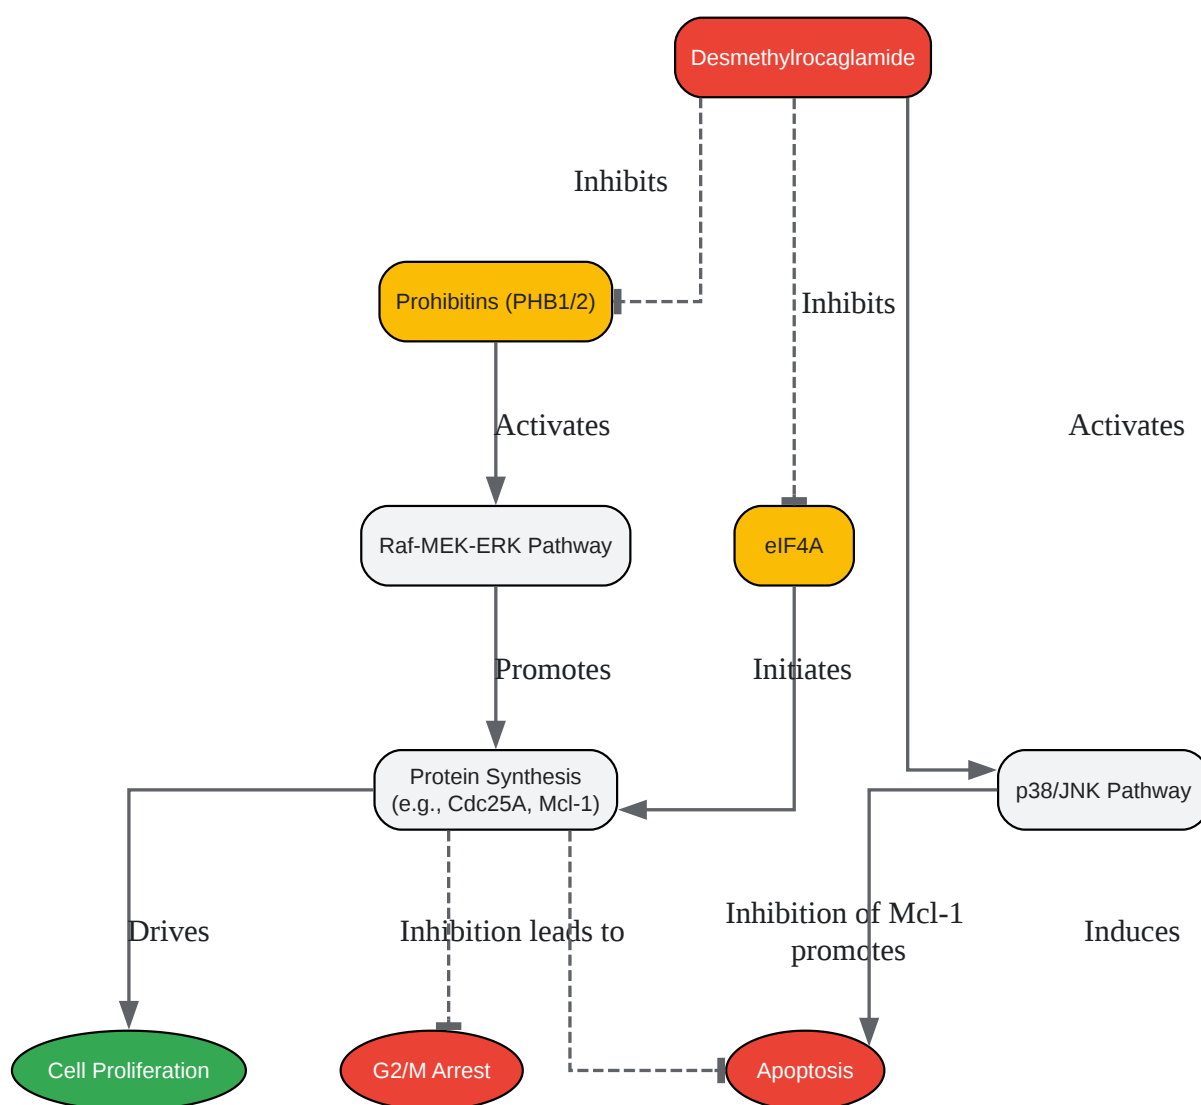 Desmethylrocaglamide
Inhibits
Prohibitins (PHB1/2)
Inhibits
Activates
Activates
Raf-MEK-ERK Pathway
eIF4A
Promotes
Initiates
Protein Synthesis
(e.g., Cdc25A, Mcl-1)
p38/JNK Pathway
Drives
Inhibition leads to
Inhibition of Mcl-1
promotes
Induces
Cell Proliferation
G2/M Arrest
Apoptosis